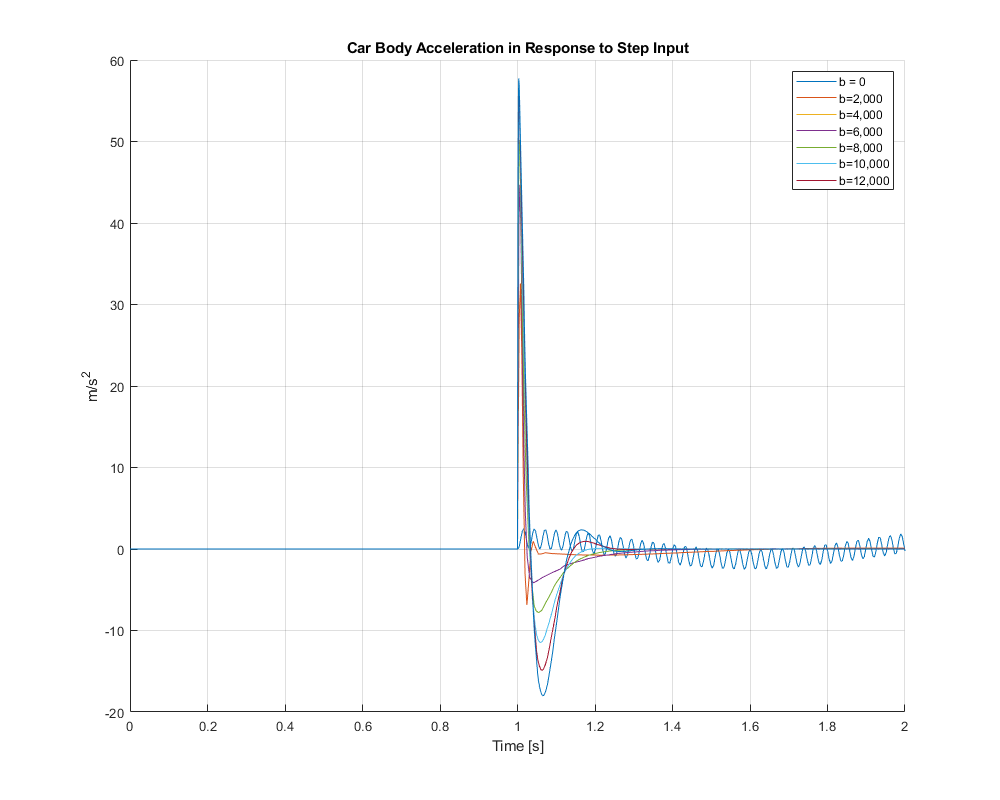 Car Body Acceleration in Response to Step Input
60
50
40
30
20
10
0
-10
-20
m/s2
0
0.2
0.4
0.6
0.8
1
1.2
1.4
1.6
1.8
2
Time [s]
b = 0
b=2,000
b=4,000
b=6,000
b=8,000
b=10,000
b=12,000